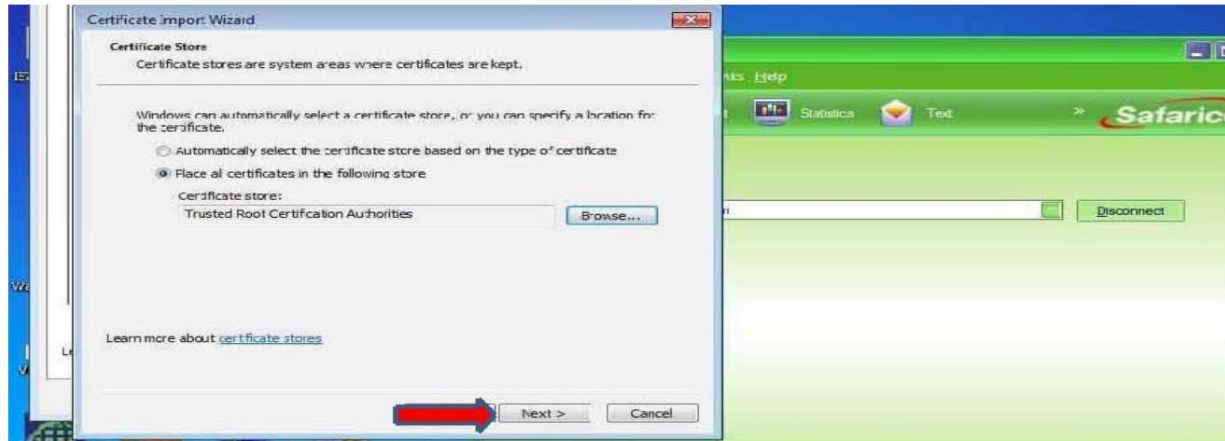 Certificate Import Wizard
Certificate Store
Certificate stores are system areas where certificates are kept.
Windows can automatically select a certificate store, or you can specify a location for
the certificate.
Automatically select the certificate store based on the type of certificate
Place all certificates in the following store
Certificate store:
Trusted Root Certification Authorities
Browse...
Learn more about certificate stores
Next >
Cancel
Help
Statistics
Text
»
Safaric
Disconnect